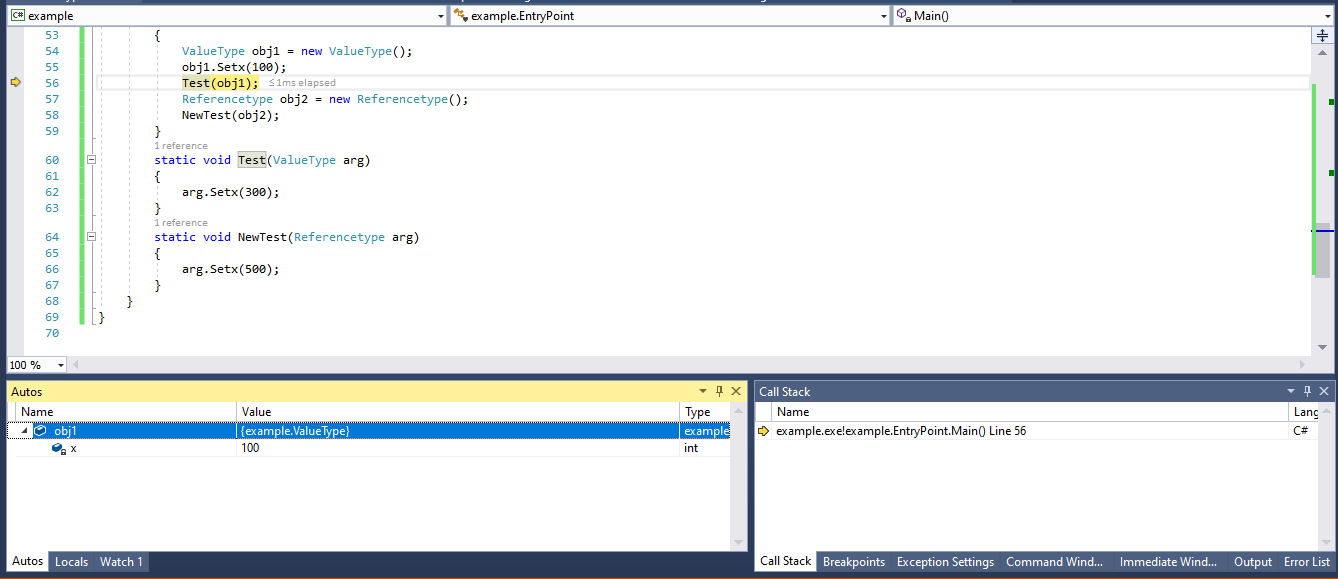 C# example example.EntryPoint Main()
53 {
54 ValueType obj1 = new ValueType();
55 obj1.Setx(100);
56 Test(obj1); ≤1ms elapsed
57 Referencetype obj2 = new Referencetype();
58 NewTest(obj2);
59 }
1 reference
60 static void Test(ValueType arg)
61 {
62 arg.Setx(300);
63 }
1 reference
64 static void NewTest(Referencetype arg)
65 {
66 arg.Setx(500);
67 }
68 }
69 }
70
100 %
Autos
Name Value Type
obj1 {example.ValueType} example
x 100 int
Autos Locals Watch 1
Call Stack
Name Lang
example.exe!example.EntryPoint.Main() Line 56 C#
Call Stack Breakpoints Exception Settings Command Wind... Immediate Wind... Output Error List